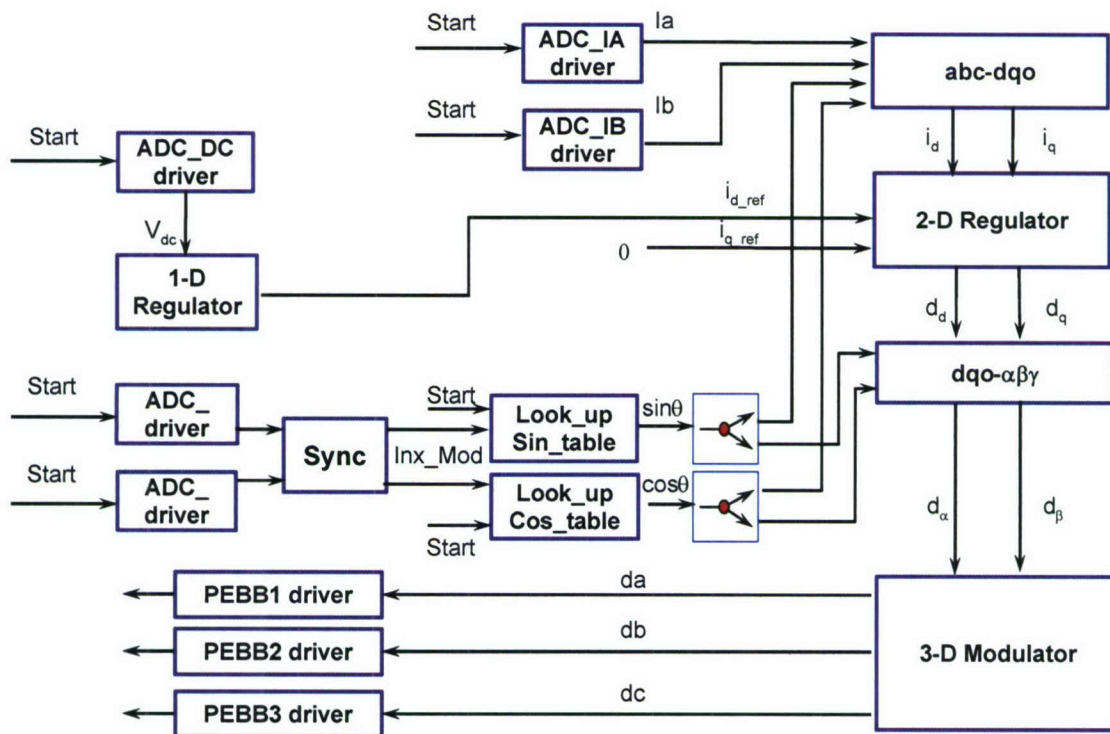 Start
ADC_IA
driver
Ia
abc-dqo
Start
ADC_IB
driver
Ib
Start
ADC_DC
driver
i_d
i_q
V_dc
i_d_ref
i_q_ref
0
2-D Regulator
1-D
Regulator
d_d
d_q
dqo-αβγ
Start
ADC_
driver
Start
Look_up
Sin_table
sinθ
Sync
Inx_Mod
Start
ADC_
driver
Look_up
Cos_table
cosθ
Start
d_α
d_β
PEBB1 driver
da
PEBB2 driver
db
3-D Modulator
PEBB3 driver
dc